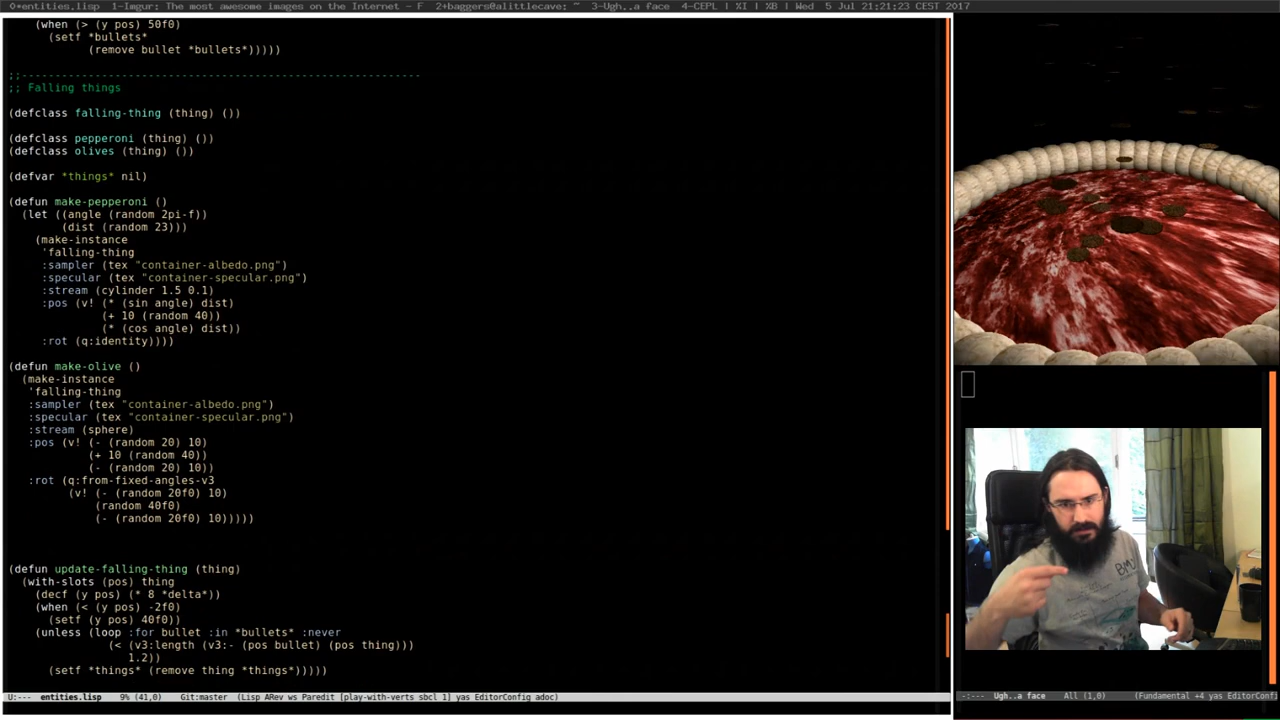 0*entities.lisp  1-Imgur: The most awesome images on the Internet - F  2+baggers@alittlecave: ~  3-Ugh..a face  4-CEPL | %I | %B | Wed  5 Jul 21:21:23 CEST 2017
(when (> (y pos) 50f0)
(setf *bullets*
(remove bullet *bullets*)))))
;;---------------------------------------------------------------
;; Falling things
(defclass falling-thing (thing) ())
(defclass pepperoni (thing) ())
(defclass olives (thing) ())
(defvar *things* nil)
(defun make-pepperoni ()
(let ((angle (random 2pi-f))
(dist (random 23)))
(make-instance
'falling-thing
:sampler (tex "container-albedo.png")
:specular (tex "container-specular.png")
:stream (cylinder 1.5 0.1)
:pos (v! (* (sin angle) dist)
(+ 10 (random 40))
(* (cos angle) dist))
:rot (q:identity))))
(defun make-olive ()
(make-instance
'falling-thing
:sampler (tex "container-albedo.png")
:specular (tex "container-specular.png")
:stream (sphere)
:pos (v! (- (random 20) 10)
(+ 10 (random 40))
(- (random 20) 10))
:rot (q:from-fixed-angles-v3
(v! (- (random 20f0) 10)
(random 40f0)
(- (random 20f0) 10)))))
(defun update-falling-thing (thing)
(with-slots (pos) thing
(decf (y pos) (* 8 *delta*))
(when (< (y pos) -2f0)
(setf (y pos) 40f0))
(unless (loop :for bullet :in *bullets* :never
(< (v3:length (v3:- (pos bullet) (pos thing)))
1.2))
(setf *things* (remove thing *things*)))))
U:---  entities.lisp  9% (41,0)  Git:master  (Lisp ARev ws Paredit [play-with-verts sbcl 1] yas EditorConfig adoc)
-:---  Ugh..a face  All (1,0)  (Fundamental +4 yas EditorConfi